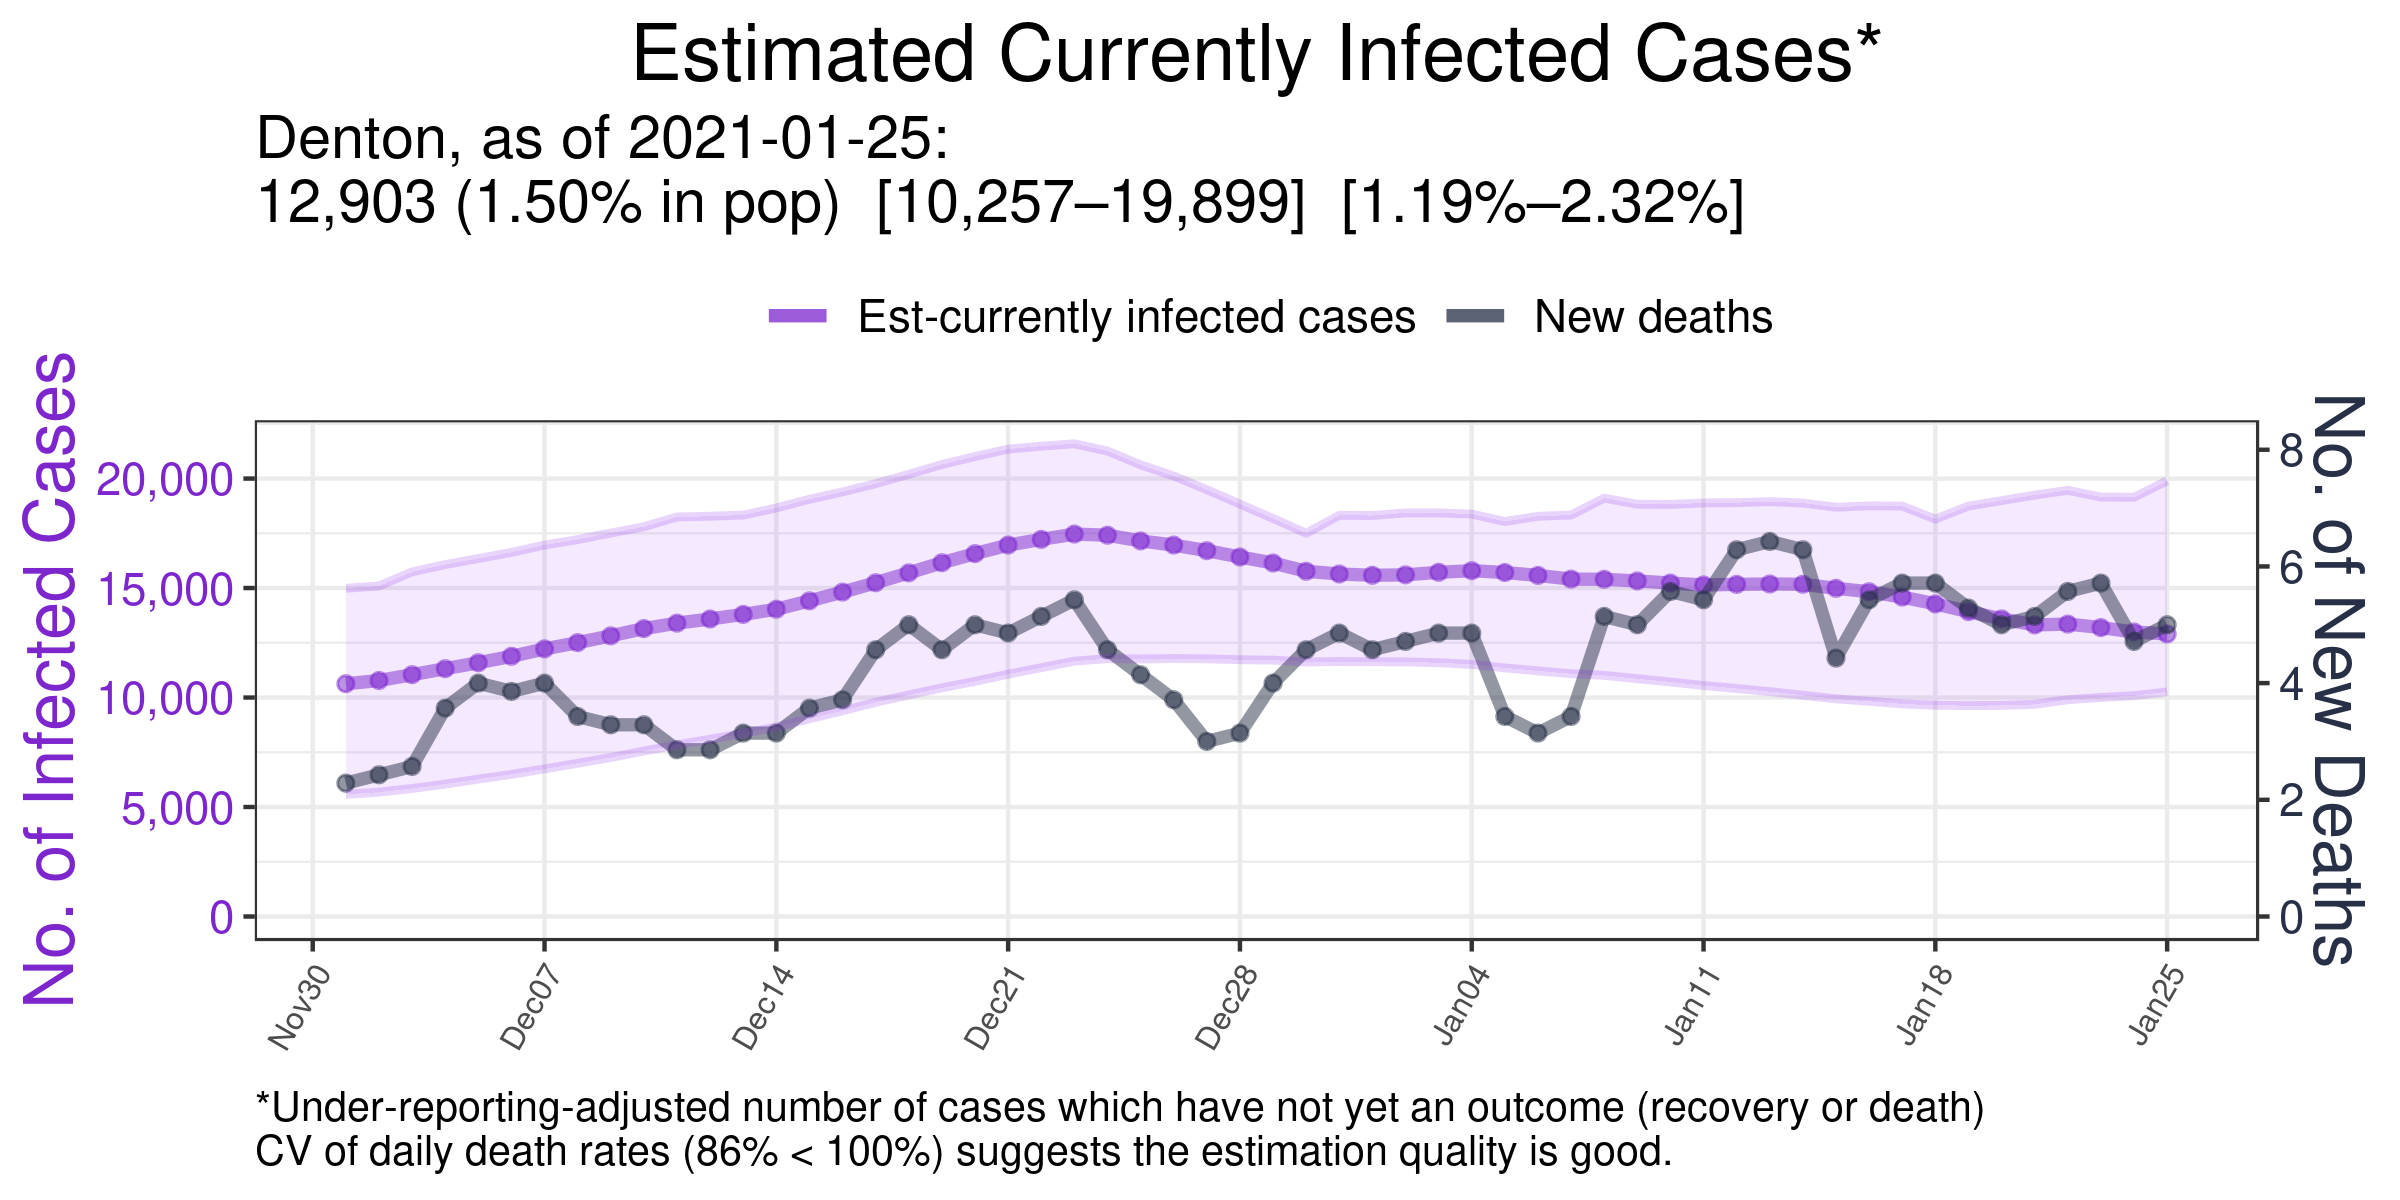 Estimated Currently Infected Cases*
Denton, as of 2021-01-25:
12,903 (1.50% in pop)  [10,257–19,899]  [1.19%–2.32%]
Est-currently infected cases
New deaths
No. of Infected Cases
20,000
15,000
10,000
5,000
0
8
6
4
2
0
No. of New Deaths
Nov30
Dec07
Dec14
Dec21
Dec28
Jan04
Jan11
Jan18
Jan25
*Under-reporting-adjusted number of cases which have not yet an outcome (recovery or death)
CV of daily death rates (86% < 100%) suggests the estimation quality is good.